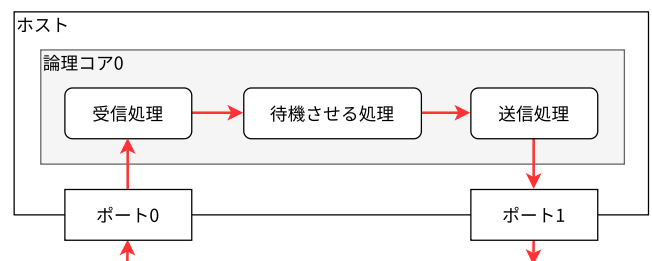 ホスト
論理コア0
受信処理
待機させる処理
送信処理
ポート0
ポート1